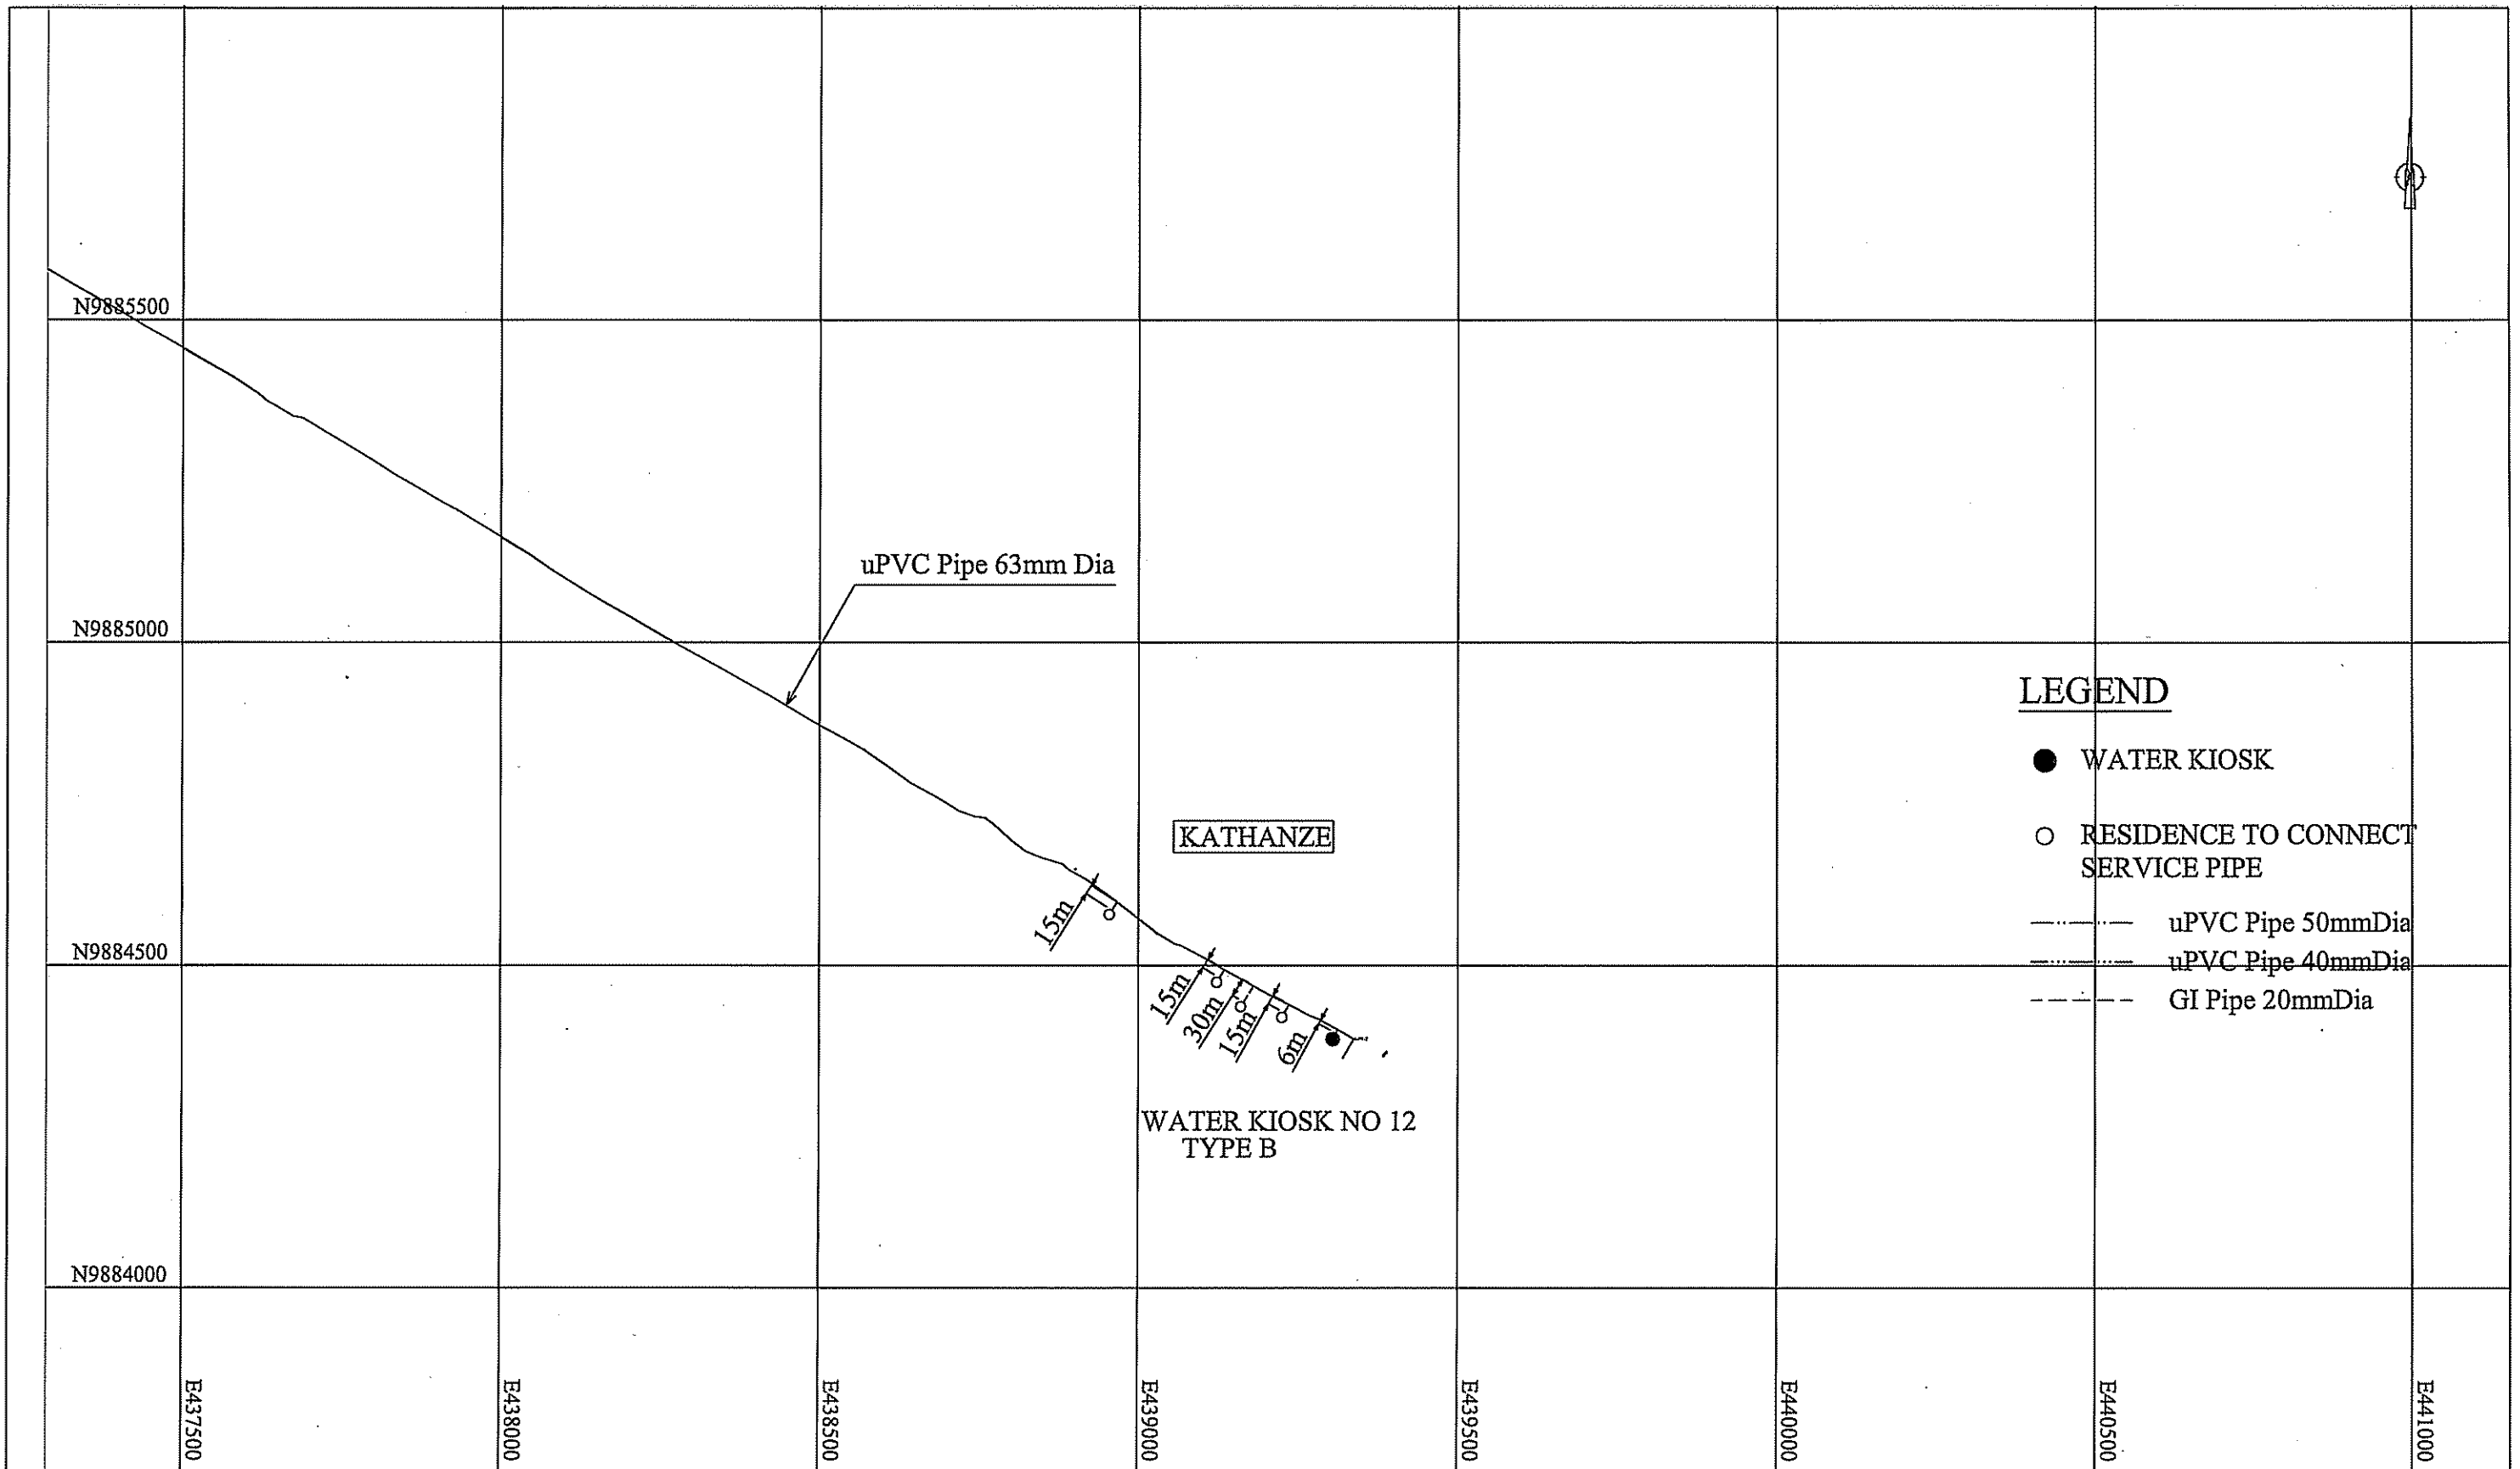 N9885500
uPVC Pipe 63mm Dia
N9885000
LEGEND
WATER KIOSK
KATHANZE
RESIDENCE TO CONNECT
SERVICE PIPE
15m
uPVC Pipe 50mmDia
N9884500
uPVC Pipe 40mmDia
15m
30m
15m
6m
GI Pipe 20mmDia
WATER KIOSK NO 12
TYPE B
N9884000
E437500
E438000
E438500
E439000
E439500
E440000
E440500
E441000